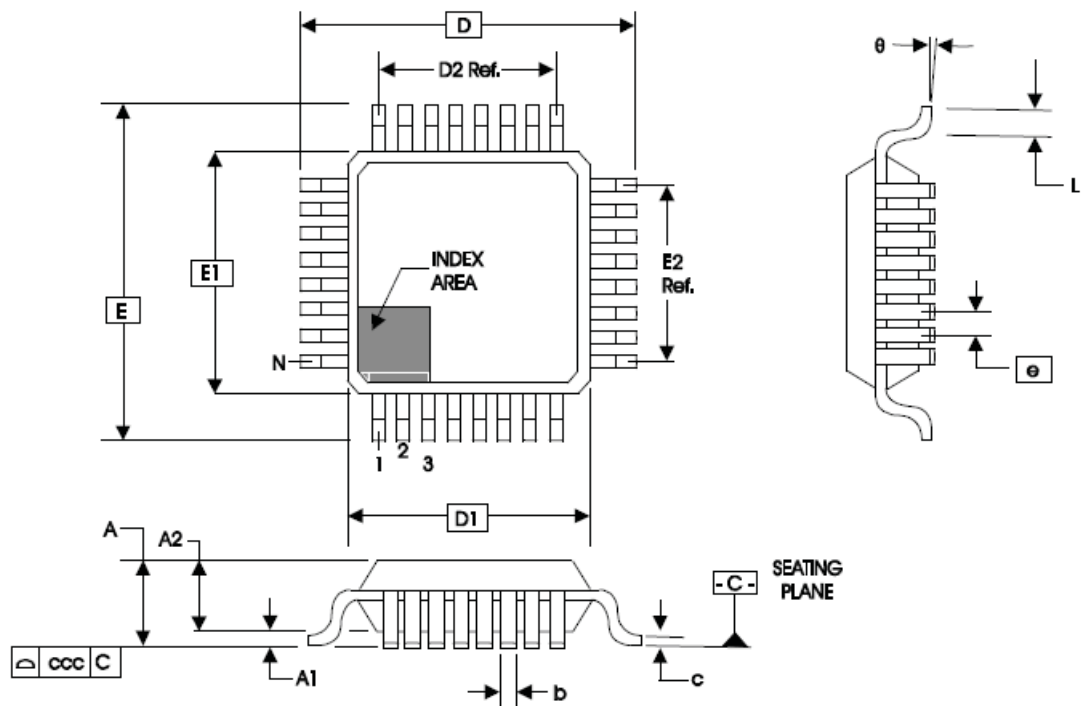 D
D2 Ref.
θ
L
INDEX
AREA
E1
E
E2
Ref.
N
e
1 2 3
D1
A
A2
-C-
SEATING
PLANE
ccc C
A1
b
c